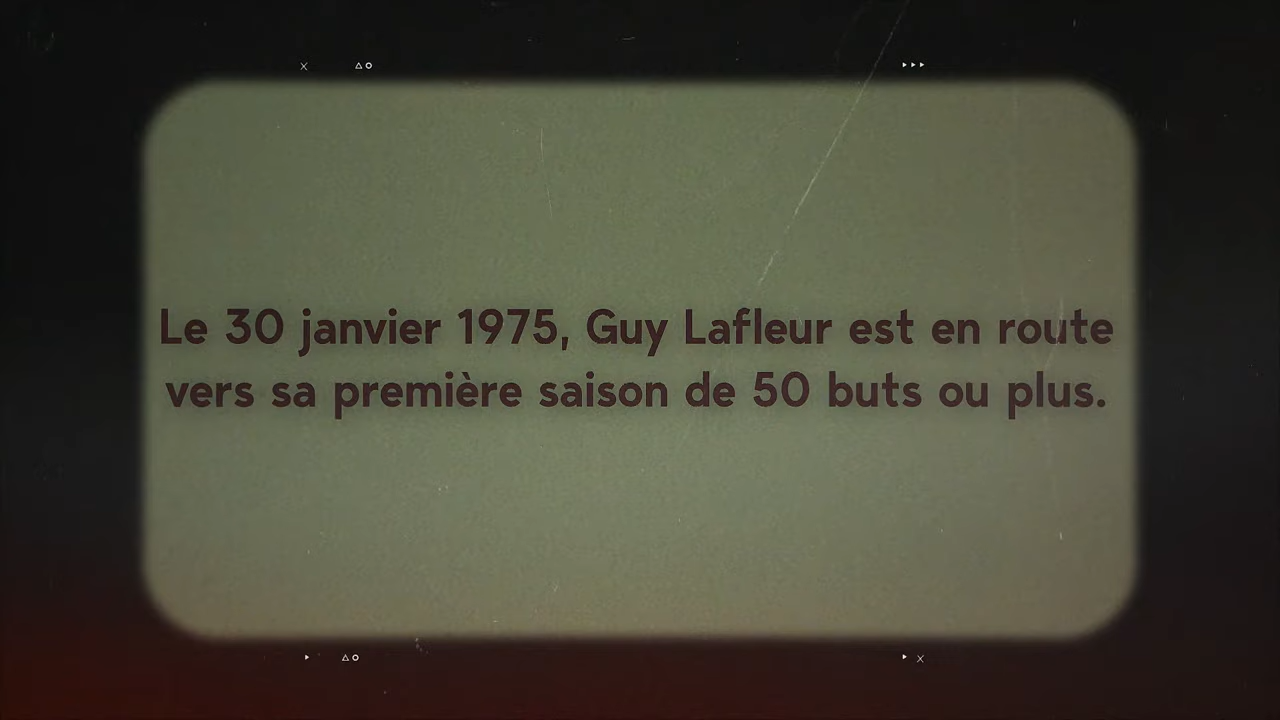 Le 30 janvier 1975, Guy Lafleur est en route
vers sa première saison de 50 buts ou plus.